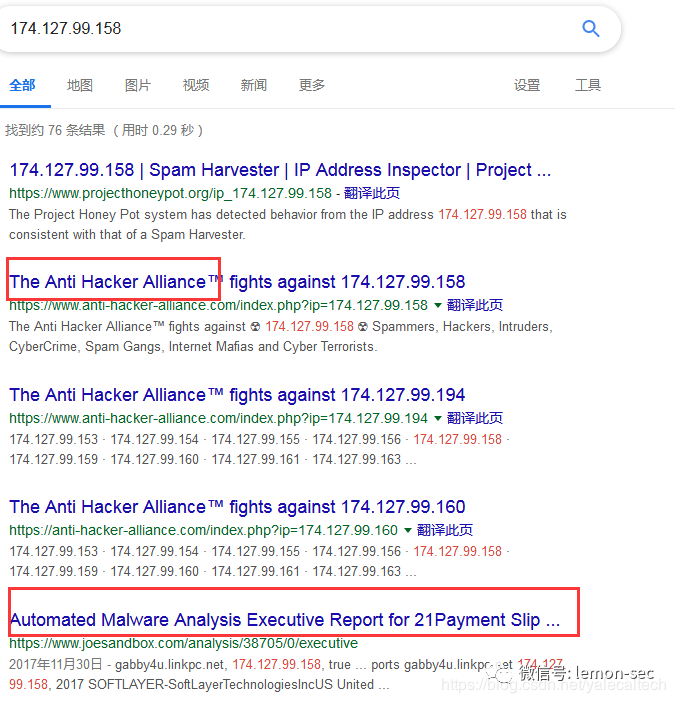 174.127.99.158
全部 地图 图片 视频 新闻 更多 设置 工具
找到约 76 条结果 （用时 0.29 秒）
174.127.99.158 | Spam Harvester | IP Address Inspector | Project ...
https://www.projecthoneypot.org/ip_174.127.99.158 - 翻译此页
The Project Honey Pot system has detected behavior from the IP address 174.127.99.158 that is
consistent with that of a Spam Harvester.
The Anti Hacker Alliance™ fights against 174.127.99.158
https://www.anti-hacker-alliance.com/index.php?ip=174.127.99.158 ▼ 翻译此页
The Anti Hacker Alliance™ fights against ☢ 174.127.99.158 ☢ Spammers, Hackers, Intruders,
CyberCrime, Spam Gangs, Internet Mafias and Cyber Terrorists.
The Anti Hacker Alliance™ fights against 174.127.99.194
https://www.anti-hacker-alliance.com/index.php?ip=174.127.99.194 ▼ 翻译此页
174.127.99.153 · 174.127.99.154 · 174.127.99.155 · 174.127.99.156 · 174.127.99.158 ·
174.127.99.159 · 174.127.99.160 · 174.127.99.161 · 174.127.99.163 ...
The Anti Hacker Alliance™ fights against 174.127.99.160
https://anti-hacker-alliance.com/index.php?ip=174.127.99.160 ▼ 翻译此页
174.127.99.153 · 174.127.99.154 · 174.127.99.155 · 174.127.99.156 · 174.127.99.158 ·
174.127.99.159 · 174.127.99.160 · 174.127.99.161 · 174.127.99.163 ...
Automated Malware Analysis Executive Report for 21Payment Slip ...
https://www.joesandbox.com/analysis/38705/0/executive
2017年11月30日 - gabby4u.linkpc.net, 174.127.99.158, true ... ports gabby4u.linkpc.net 174.127.
99.158, 2017 SOFTLAYER-SoftLayerTechnologiesIncUS United ...
微信号: lemon-sec
https://blog.csdn.net/yalecaltech